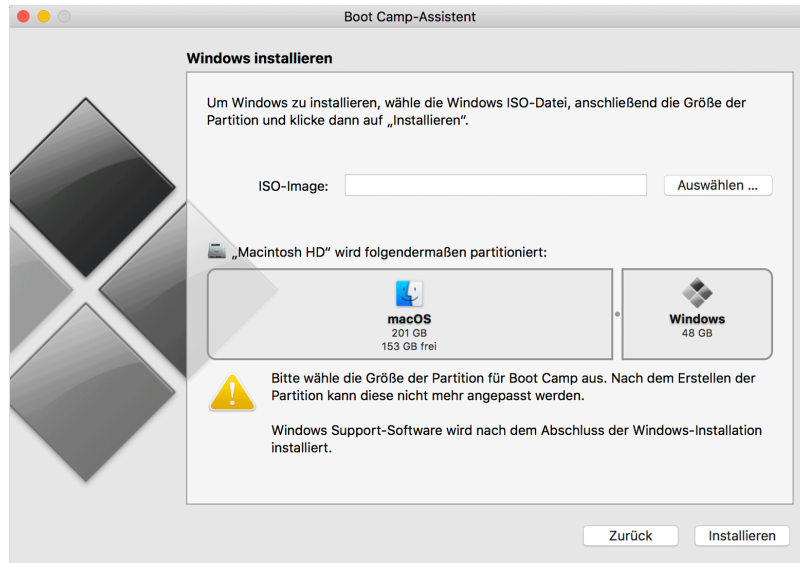 Boot Camp-Assistent
Windows installieren
Um Windows zu installieren, wähle die Windows ISO-Datei, anschließend die Größe der
Partition und klicke dann auf „Installieren“.
ISO-Image:
Auswählen ...
„Macintosh HD“ wird folgendermaßen partitioniert:
macOS
201 GB
153 GB frei
Windows
48 GB
Bitte wähle die Größe der Partition für Boot Camp aus. Nach dem Erstellen der
Partition kann diese nicht mehr angepasst werden.
Windows Support-Software wird nach dem Abschluss der Windows-Installation
installiert.
Zurück
Installieren